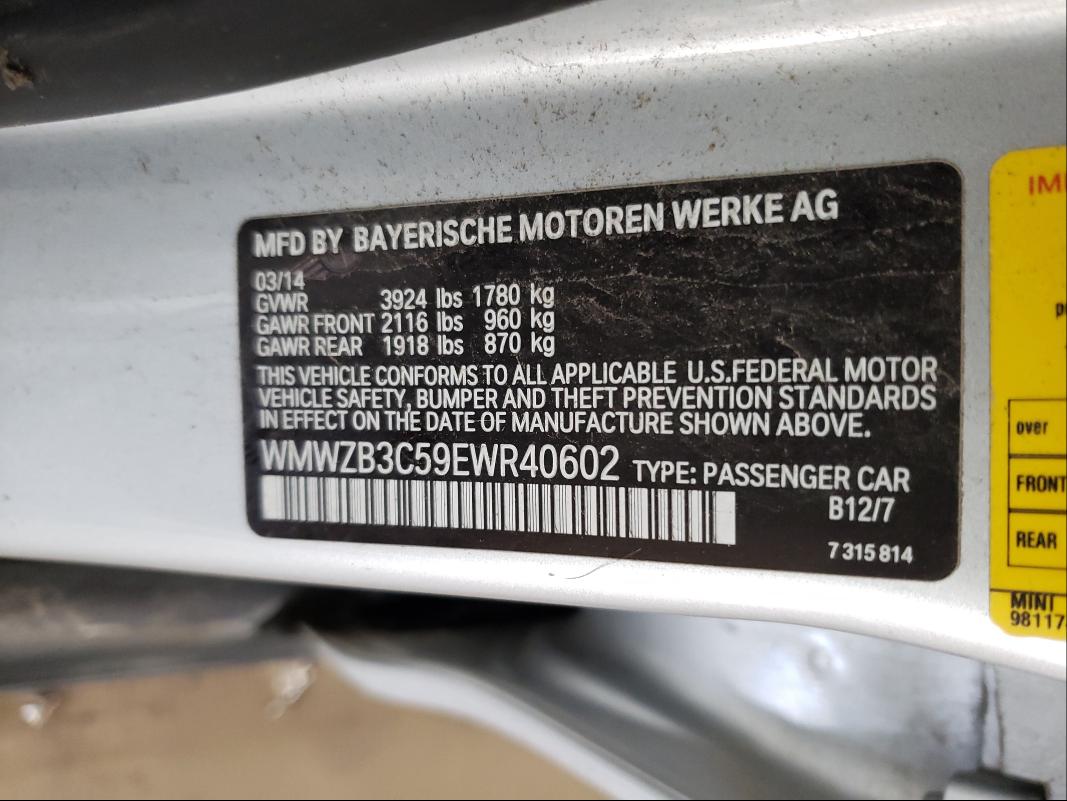 MFD BY BAYERISCHE MOTOREN WERKE AG
03/14
GVWR 3924 lbs 1780 kg
GAWR FRONT 2116 lbs 960 kg
GAWR REAR 1918 lbs 870 kg
THIS VEHICLE CONFORMS TO ALL APPLICABLE U.S.FEDERAL MOTOR
VEHICLE SAFETY, BUMPER AND THEFT PREVENTION STANDARDS
IN EFFECT ON THE DATE OF MANUFACTURE SHOWN ABOVE.
WMWZB3C59EWR40602 TYPE: PASSENGER CAR
B12/7
7 315 814
over
FRONT
REAR
MINI